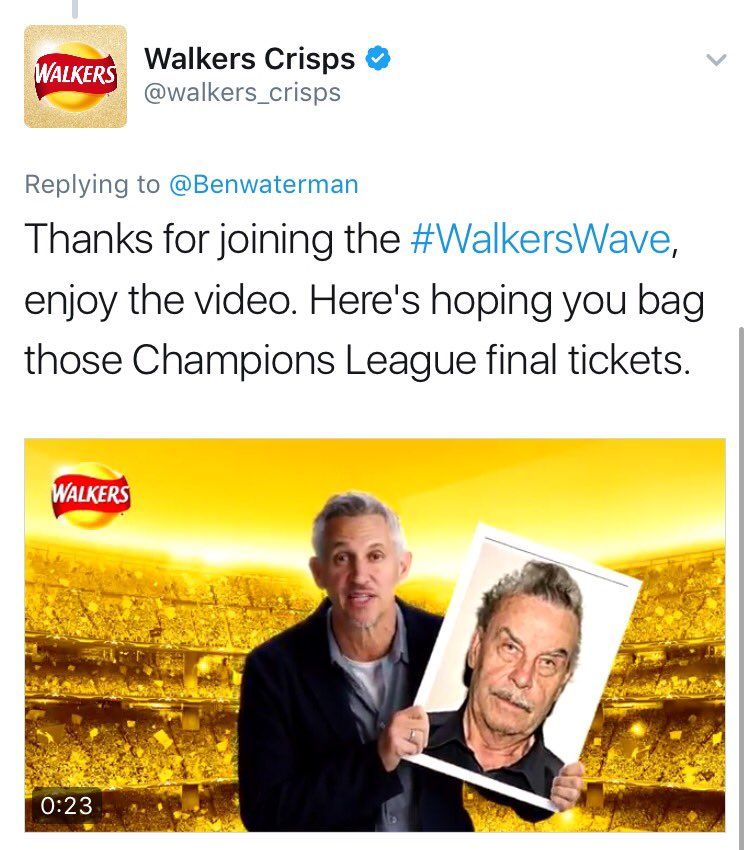 WALKERS
Walkers Crisps
@walkers_crisps
Replying to @Benwaterman
Thanks for joining the #WalkersWave,
enjoy the video. Here's hoping you bag
those Champions League final tickets.
WALKERS
0:23